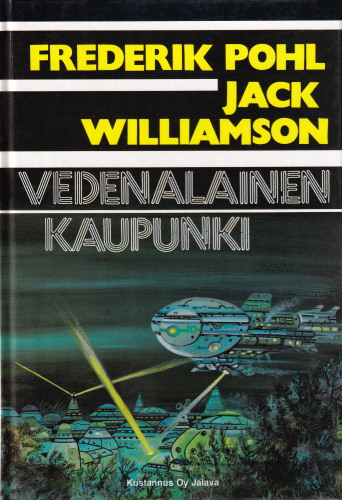 FREDERIK POHL
JACK
WILLIAMSON
VEDENALAINEN
KAUPUNKI
Kustannus Oy Jalava